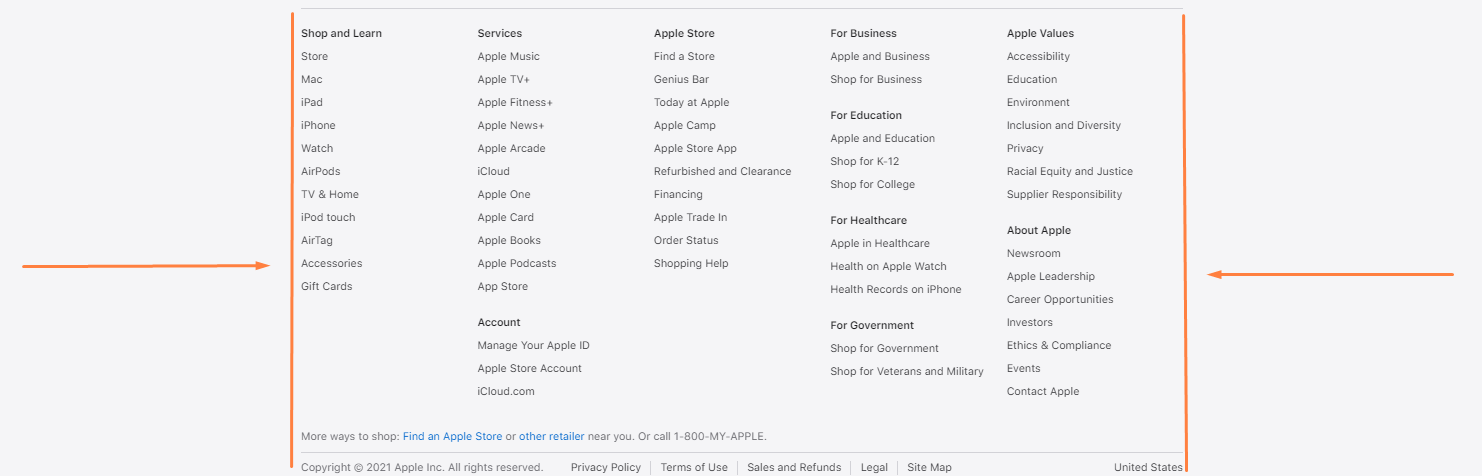 Shop and Learn
Store
Mac
iPad
iPhone
Watch
AirPods
TV & Home
iPod touch
AirTag
Accessories
Gift Cards
Services
Apple Music
Apple TV+
Apple Fitness+
Apple News+
Apple Arcade
iCloud
Apple One
Apple Card
Apple Books
Apple Podcasts
App Store
Account
Manage Your Apple ID
Apple Store Account
iCloud.com
Apple Store
Find a Store
Genius Bar
Today at Apple
Apple Camp
Apple Store App
Refurbished and Clearance
Financing
Apple Trade In
Order Status
Shopping Help
For Business
Apple and Business
Shop for Business
For Education
Apple and Education
Shop for K-12
Shop for College
For Healthcare
Apple in Healthcare
Health on Apple Watch
Health Records on iPhone
For Government
Shop for Government
Shop for Veterans and Military
Apple Values
Accessibility
Education
Environment
Inclusion and Diversity
Privacy
Racial Equity and Justice
Supplier Responsibility
About Apple
Newsroom
Apple Leadership
Career Opportunities
Investors
Ethics & Compliance
Events
Contact Apple
More ways to shop: Find an Apple Store or other retailer near you. Or call 1-800-MY-APPLE.
Copyright © 2021 Apple Inc. All rights reserved. Privacy Policy Terms of Use Sales and Refunds Legal Site Map United States